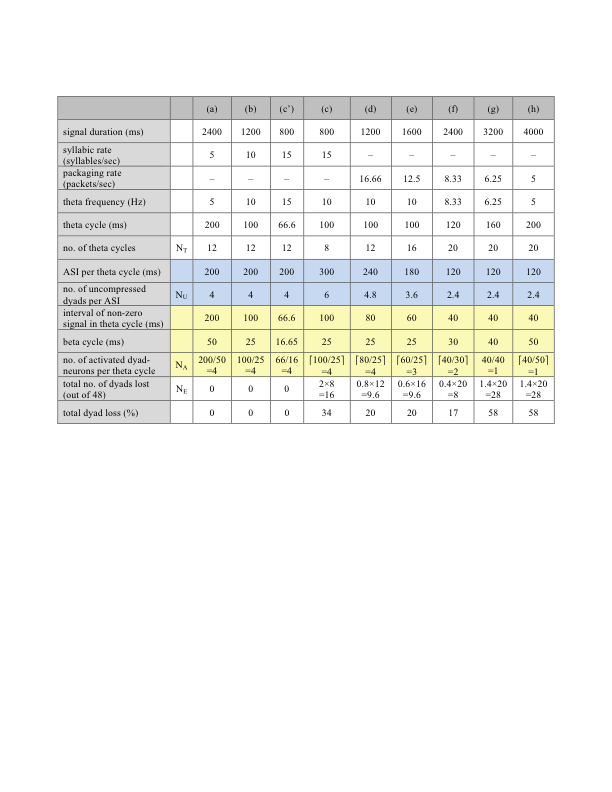 (a) (b) (c') (c) (d) (e) (f) (g) (h)
signal duration (ms) 2400 1200 800 800 1200 1600 2400 3200 4000
syllabic rate
(syllables/sec) 5 10 15 15 – – – – –
packaging rate
(packets/sec) – – – – 16.66 12.5 8.33 6.25 5
theta frequency (Hz) 5 10 15 10 10 10 8.33 6.25 5
theta cycle (ms) 200 100 66.6 100 100 100 120 160 200
no. of theta cycles NT 12 12 12 8 12 16 20 20 20
ASI per theta cycle (ms) 200 200 200 300 240 180 120 120 120
no. of uncompressed
dyads per ASI NU 4 4 4 6 4.8 3.6 2.4 2.4 2.4
interval of non-zero
signal in theta cycle (ms) 200 100 66.6 100 80 60 40 40 40
beta cycle (ms) 50 25 16.65 25 25 25 30 40 50
no. of activated dyad- 200/50 100/25 66/16 ⌈100/25⌉ ⌈80/25⌉ ⌈60/25⌉ ⌈40/30⌉ 40/40 ⌈40/50⌉
neurons per theta cycle NA =4 =4 =4 =4 =4 =3 =2 =1 =1
total no. of dyads lost 2×8 0.8×12 0.6×16 0.4×20 1.4×20 1.4×20
(out of 48) NE 0 0 0 =16 =9.6 =9.6 =8 =28 =28
total dyad loss (%) 0 0 0 34 20 20 17 58 58